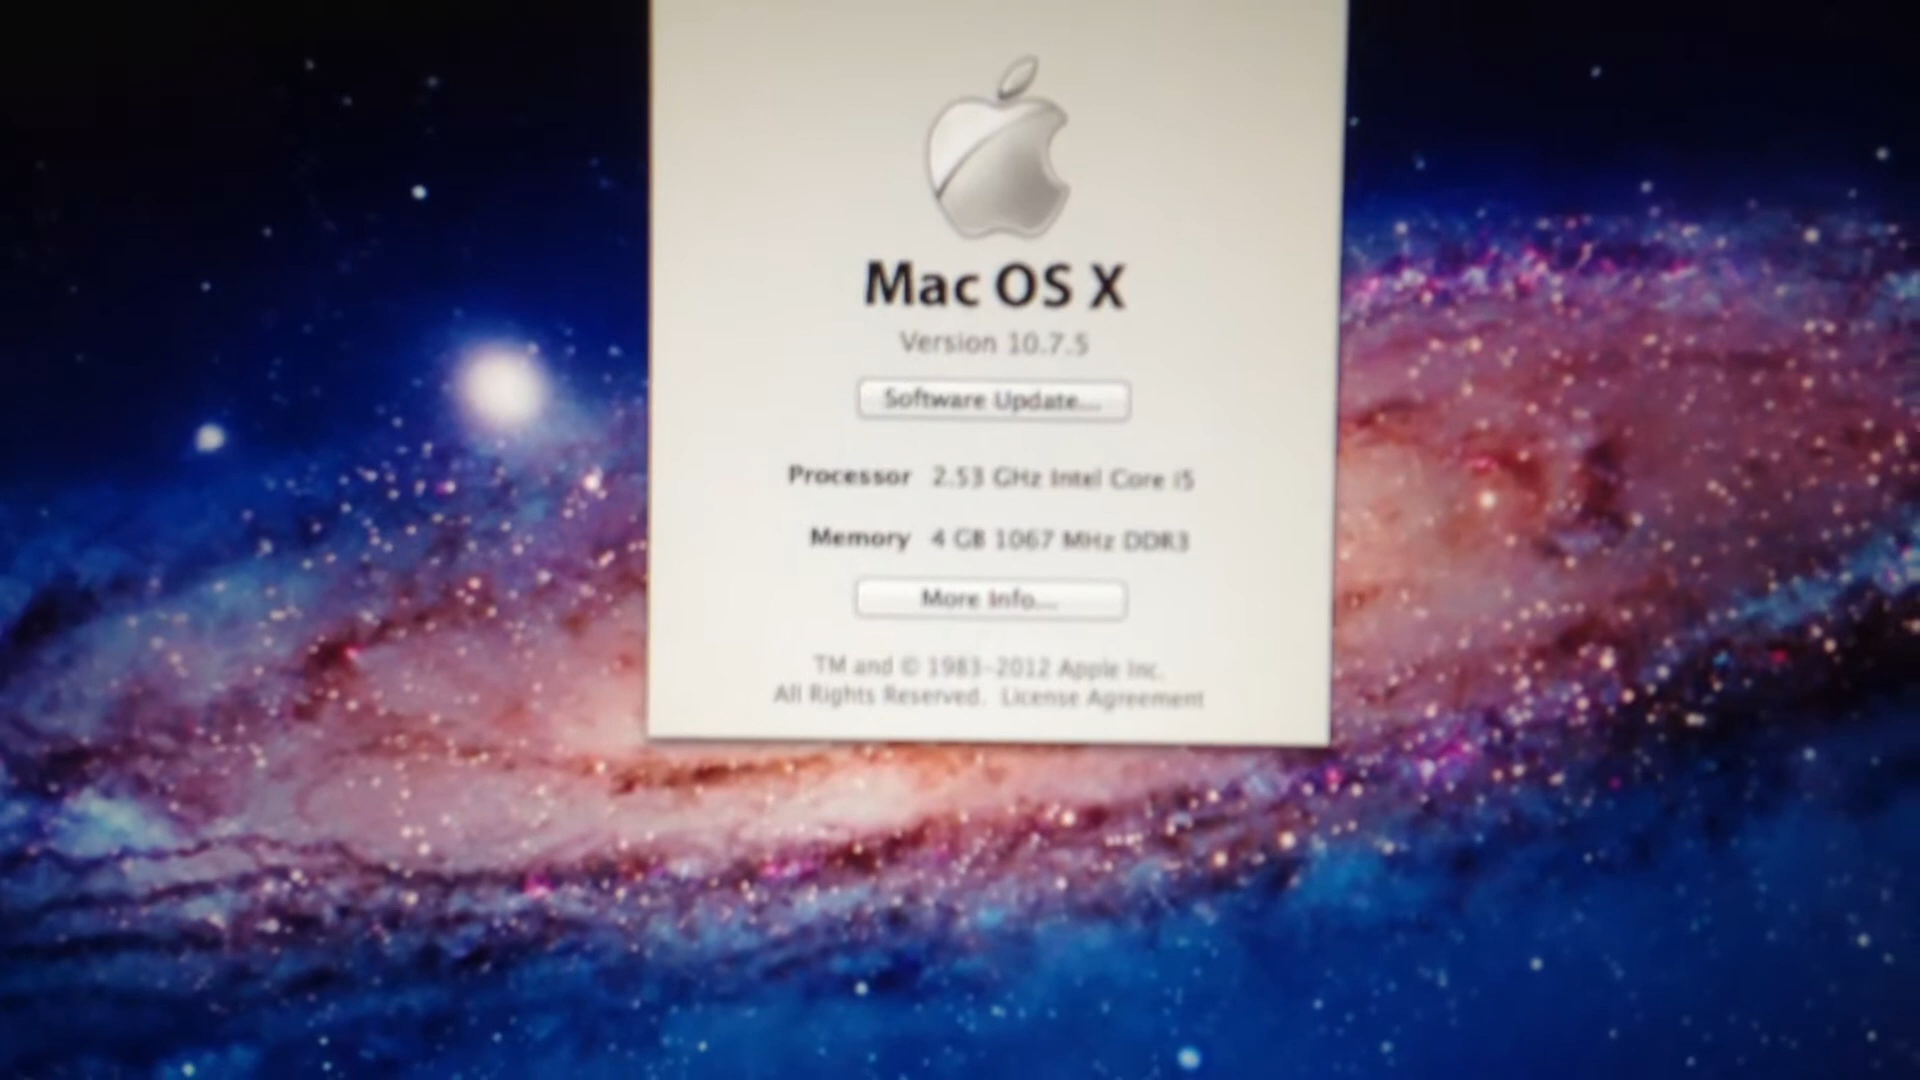 Mac OS X
Version 10.7.5
Software Update...
Processor 2.53 GHz Intel Core i5
Memory 4 GB 1067 MHz DDR3
More Info...
TM and © 1983–2012 Apple Inc.
All Rights Reserved. License Agreement